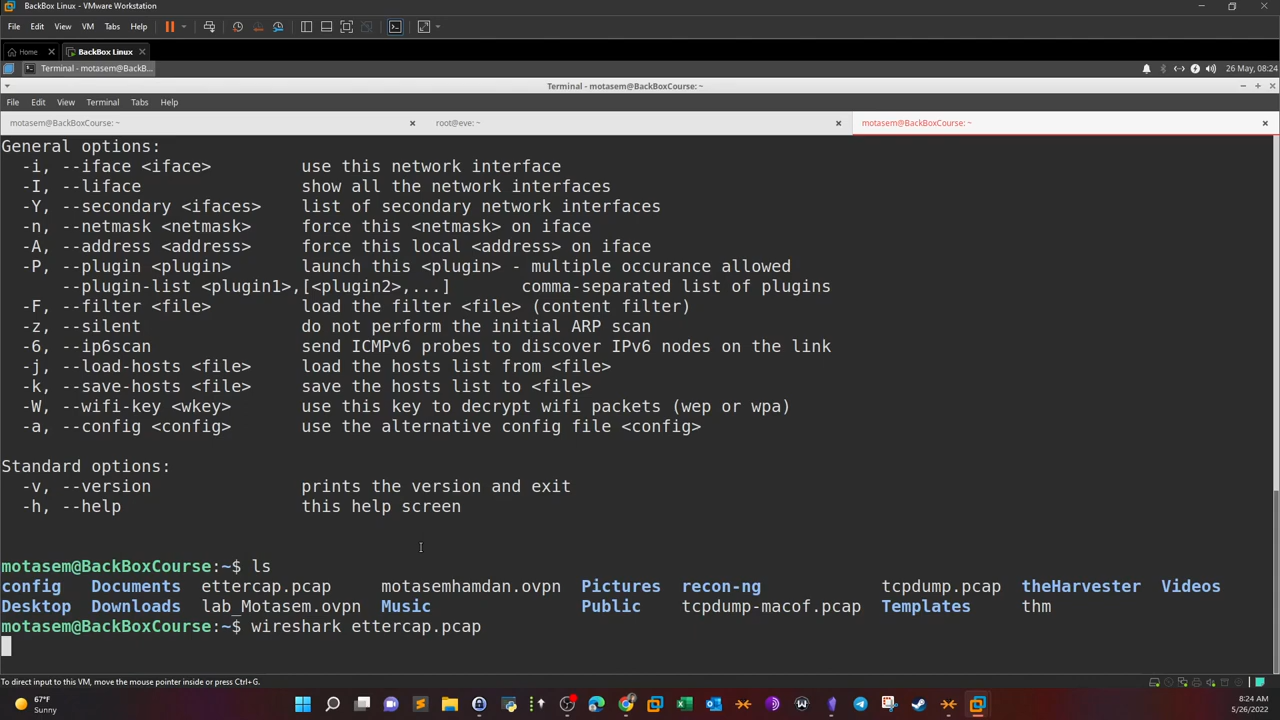 BackBox Linux - VMware Workstation
File Edit View VM Tabs Help
Home BackBox Linux
Terminal - motasem@BackB... 26 May, 08:24
Terminal - motasem@BackBoxCourse: ~
File Edit View Terminal Tabs Help
motasem@BackBoxCourse: ~ root@eve: ~ motasem@BackBoxCourse: ~
General options:
-i, --iface <iface> use this network interface
-I, --liface show all the network interfaces
-Y, --secondary <ifaces> list of secondary network interfaces
-n, --netmask <netmask> force this <netmask> on iface
-A, --address <address> force this local <address> on iface
-P, --plugin <plugin> launch this <plugin> - multiple occurance allowed
--plugin-list <plugin1>,[<plugin2>,...] comma-separated list of plugins
-F, --filter <file> load the filter <file> (content filter)
-z, --silent do not perform the initial ARP scan
-6, --ip6scan send ICMPv6 probes to discover IPv6 nodes on the link
-j, --load-hosts <file> load the hosts list from <file>
-k, --save-hosts <file> save the hosts list to <file>
-W, --wifi-key <wkey> use this key to decrypt wifi packets (wep or wpa)
-a, --config <config> use the alternative config file <config>
Standard options:
-v, --version prints the version and exit
-h, --help this help screen
motasem@BackBoxCourse:~$ ls
config Documents ettercap.pcap motasemhamdan.ovpn Pictures recon-ng tcpdump.pcap theHarvester Videos
Desktop Downloads lab_Motasem.ovpn Music Public tcpdump-macof.pcap Templates thm
motasem@BackBoxCourse:~$ wireshark ettercap.pcap
To direct input to this VM, move the mouse pointer inside or press Ctrl+G.
67°F
Sunny
8:24 AM
5/26/2022